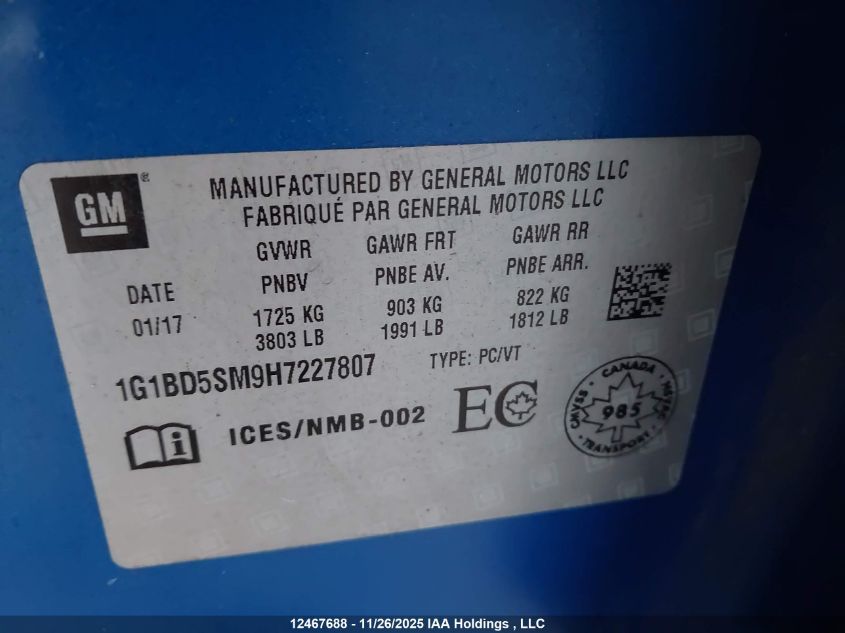 GM ®
MANUFACTURED BY GENERAL MOTORS LLC
FABRIQUÉ PAR GENERAL MOTORS LLC
GVWR GAWR FRT GAWR RR
DATE PNBV PNBE AV. PNBE ARR.
01/17 1725 KG 903 KG 822 KG
3803 LB 1991 LB 1812 LB
1G1BD5SM9H7227807 TYPE: PC/VT
i ICES/NMB-002 EC
CANADA
CMVSS 985 NSVAC
TRANSPORT
12467688 - 11/26/2025 IAA Holdings , LLC